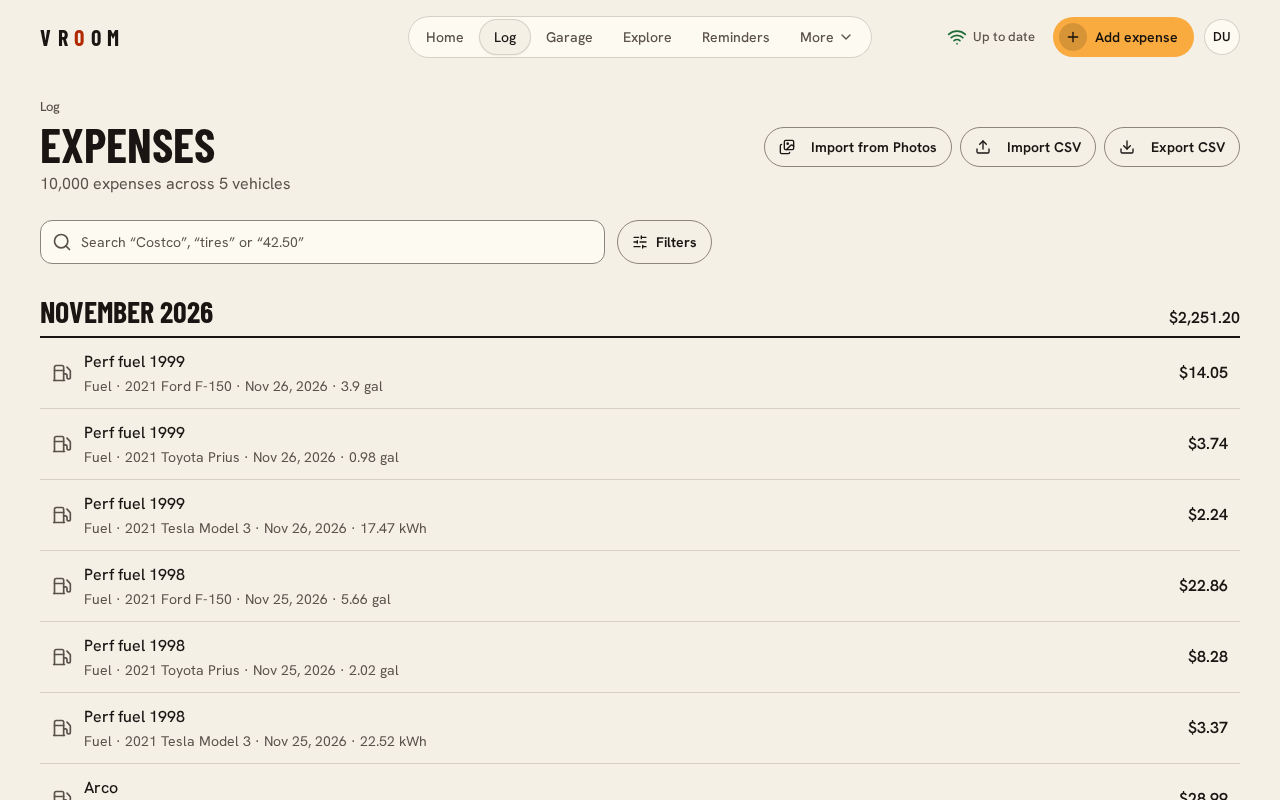 VROOM
Home
Log
Garage
Explore
Reminders
More
Up to date
Add expense
DU
Log
EXPENSES
10,000 expenses across 5 vehicles
Import from Photos
Import CSV
Export CSV
Search “Costco”, “tires” or “42.50”
Filters
NOVEMBER 2026
$2,251.20
Perf fuel 1999
Fuel · 2021 Ford F-150 · Nov 26, 2026 · 3.9 gal
$14.05
Perf fuel 1999
Fuel · 2021 Toyota Prius · Nov 26, 2026 · 0.98 gal
$3.74
Perf fuel 1999
Fuel · 2021 Tesla Model 3 · Nov 26, 2026 · 17.47 kWh
$2.24
Perf fuel 1998
Fuel · 2021 Ford F-150 · Nov 25, 2026 · 5.66 gal
$22.86
Perf fuel 1998
Fuel · 2021 Toyota Prius · Nov 25, 2026 · 2.02 gal
$8.28
Perf fuel 1998
Fuel · 2021 Tesla Model 3 · Nov 25, 2026 · 22.52 kWh
$3.37
Arco
$28.99